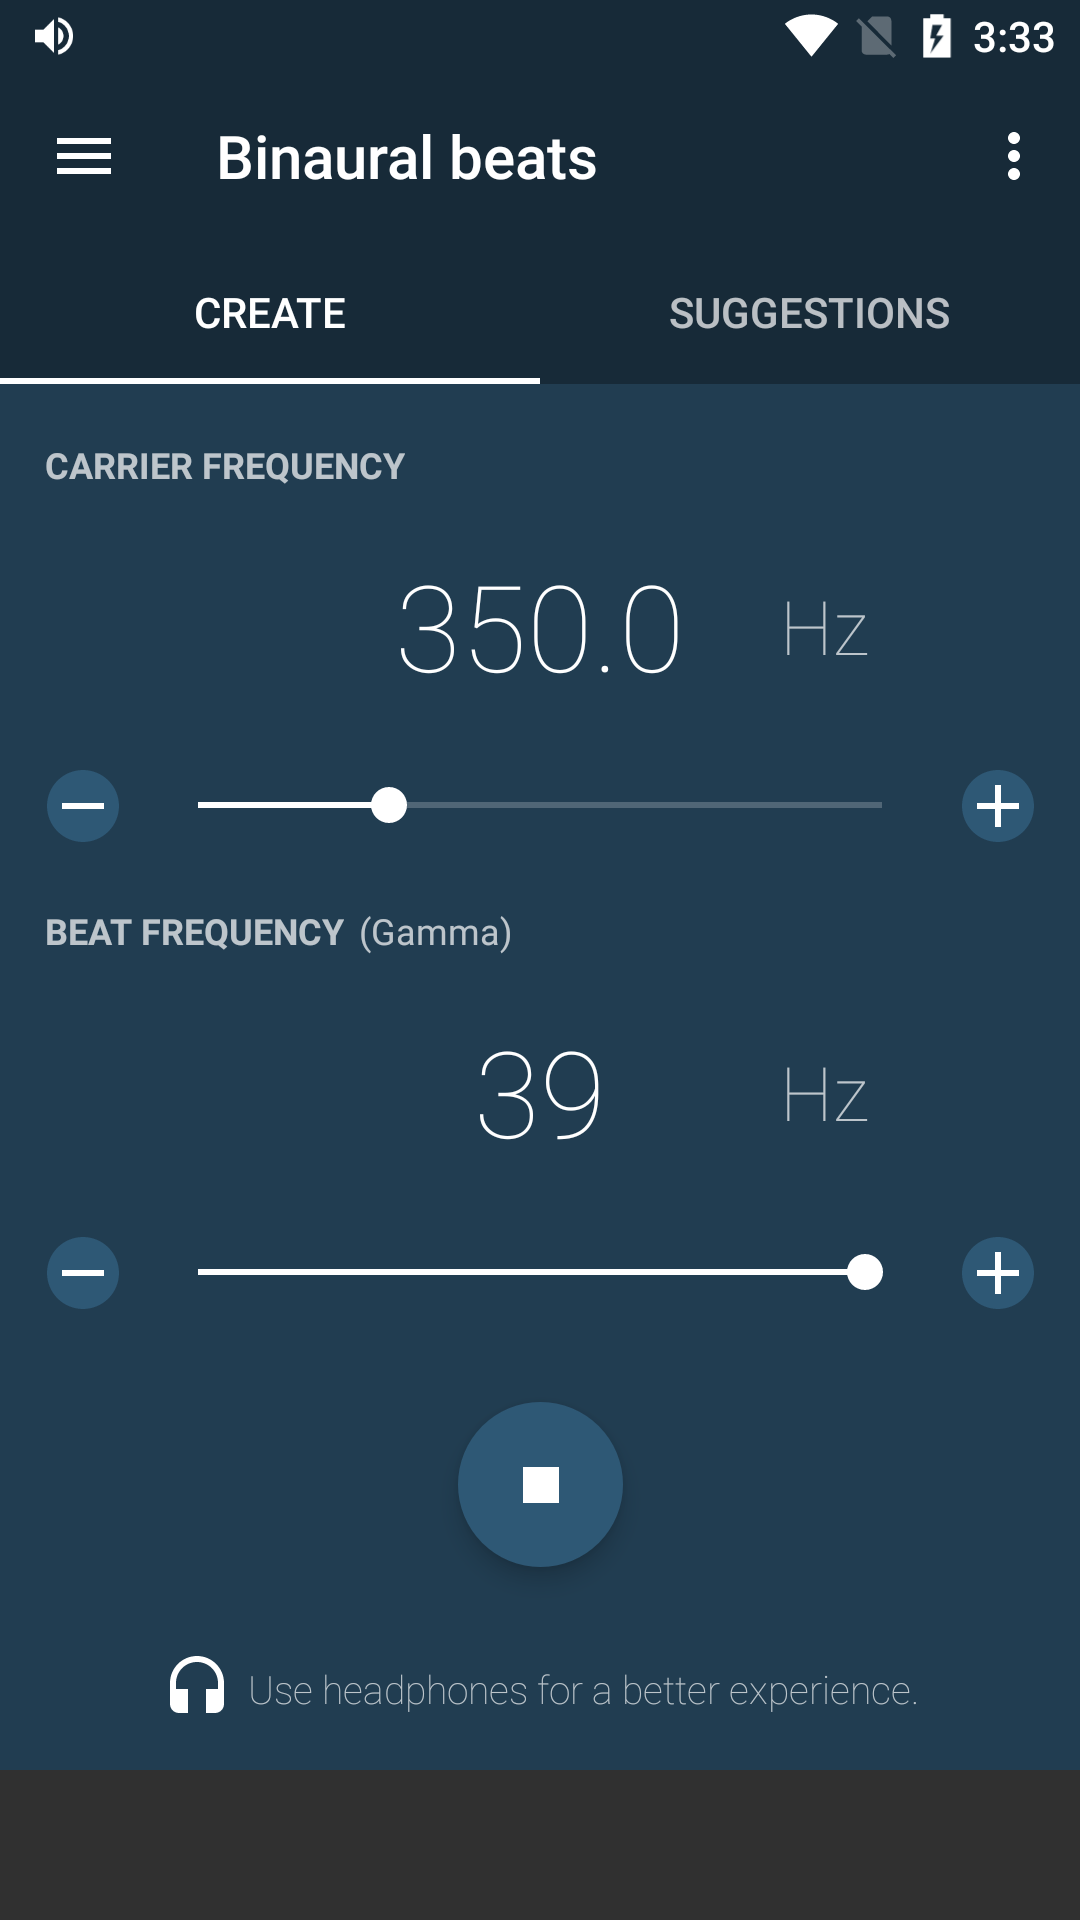 3:33
Binaural beats
CREATE SUGGESTIONS
CARRIER FREQUENCY
350.0 Hz
BEAT FREQUENCY (Gamma)
39 Hz
Use headphones for a better experience.